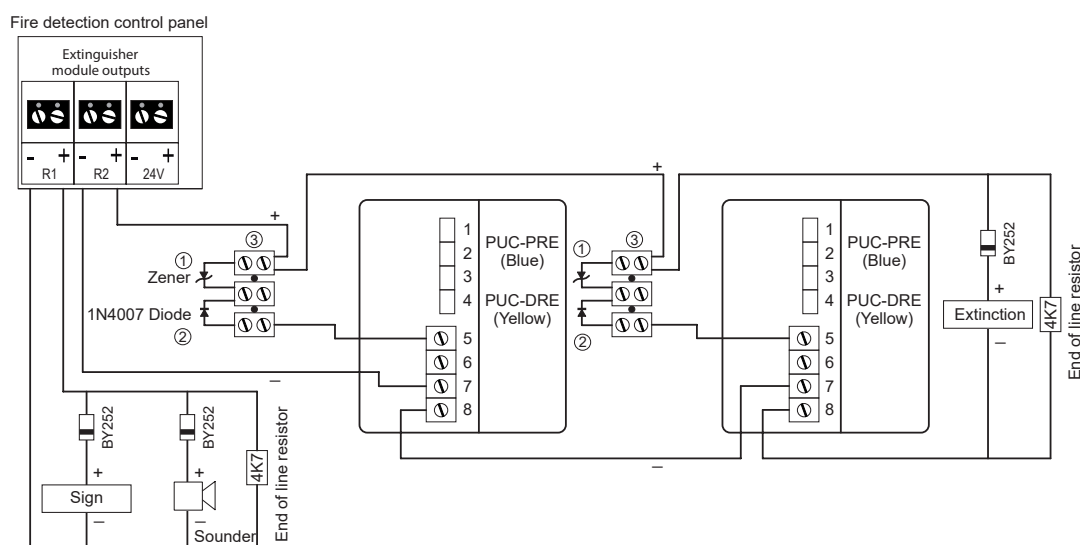 Fire detection control panel
Extinguisher
module outputs
- + - + - +
R1 R2 24V
+
+
① Zener
1N4007 Diode
②
③
1
2
3
4
5
6
7
8
PUC-PRE
(Blue)
PUC-DRE
(Yellow)
①
②
③
1
2
3
4
5
6
7
8
PUC-PRE
(Blue)
PUC-DRE
(Yellow)
BY252
+
Extinction
–
4K7
End of line resistor
–
–
BY252
+
Sign
–
BY252
+
–
Sounder
4K7
End of line resistor